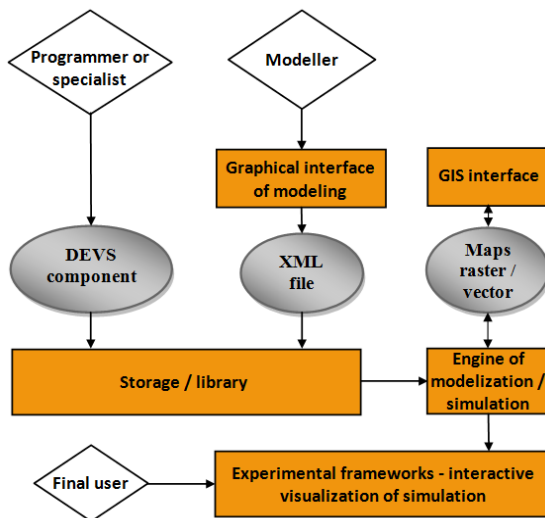 Programmer or
specialist
Modeller
Graphical interface
of modeling
GIS interface
DEVS
component
XML
file
Maps
raster /
vector
Storage / library
Engine of
modelization /
simulation
Final user
Experimental frameworks - interactive
visualization of simulation